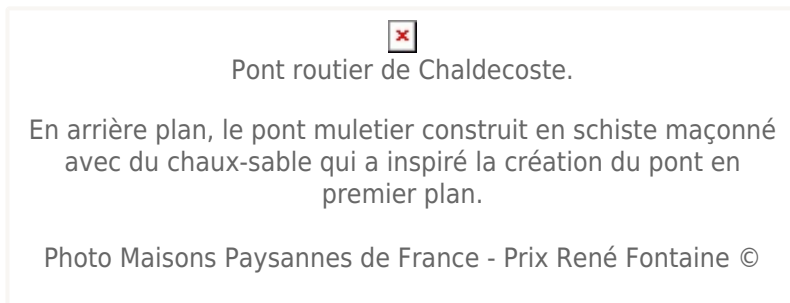 Pont routier de Chaldecoste.
En arrière plan, le pont muletier construit en schiste maçonné
avec du chaux-sable qui a inspiré la création du pont en
premier plan.
Photo Maisons Paysannes de France - Prix René Fontaine ©